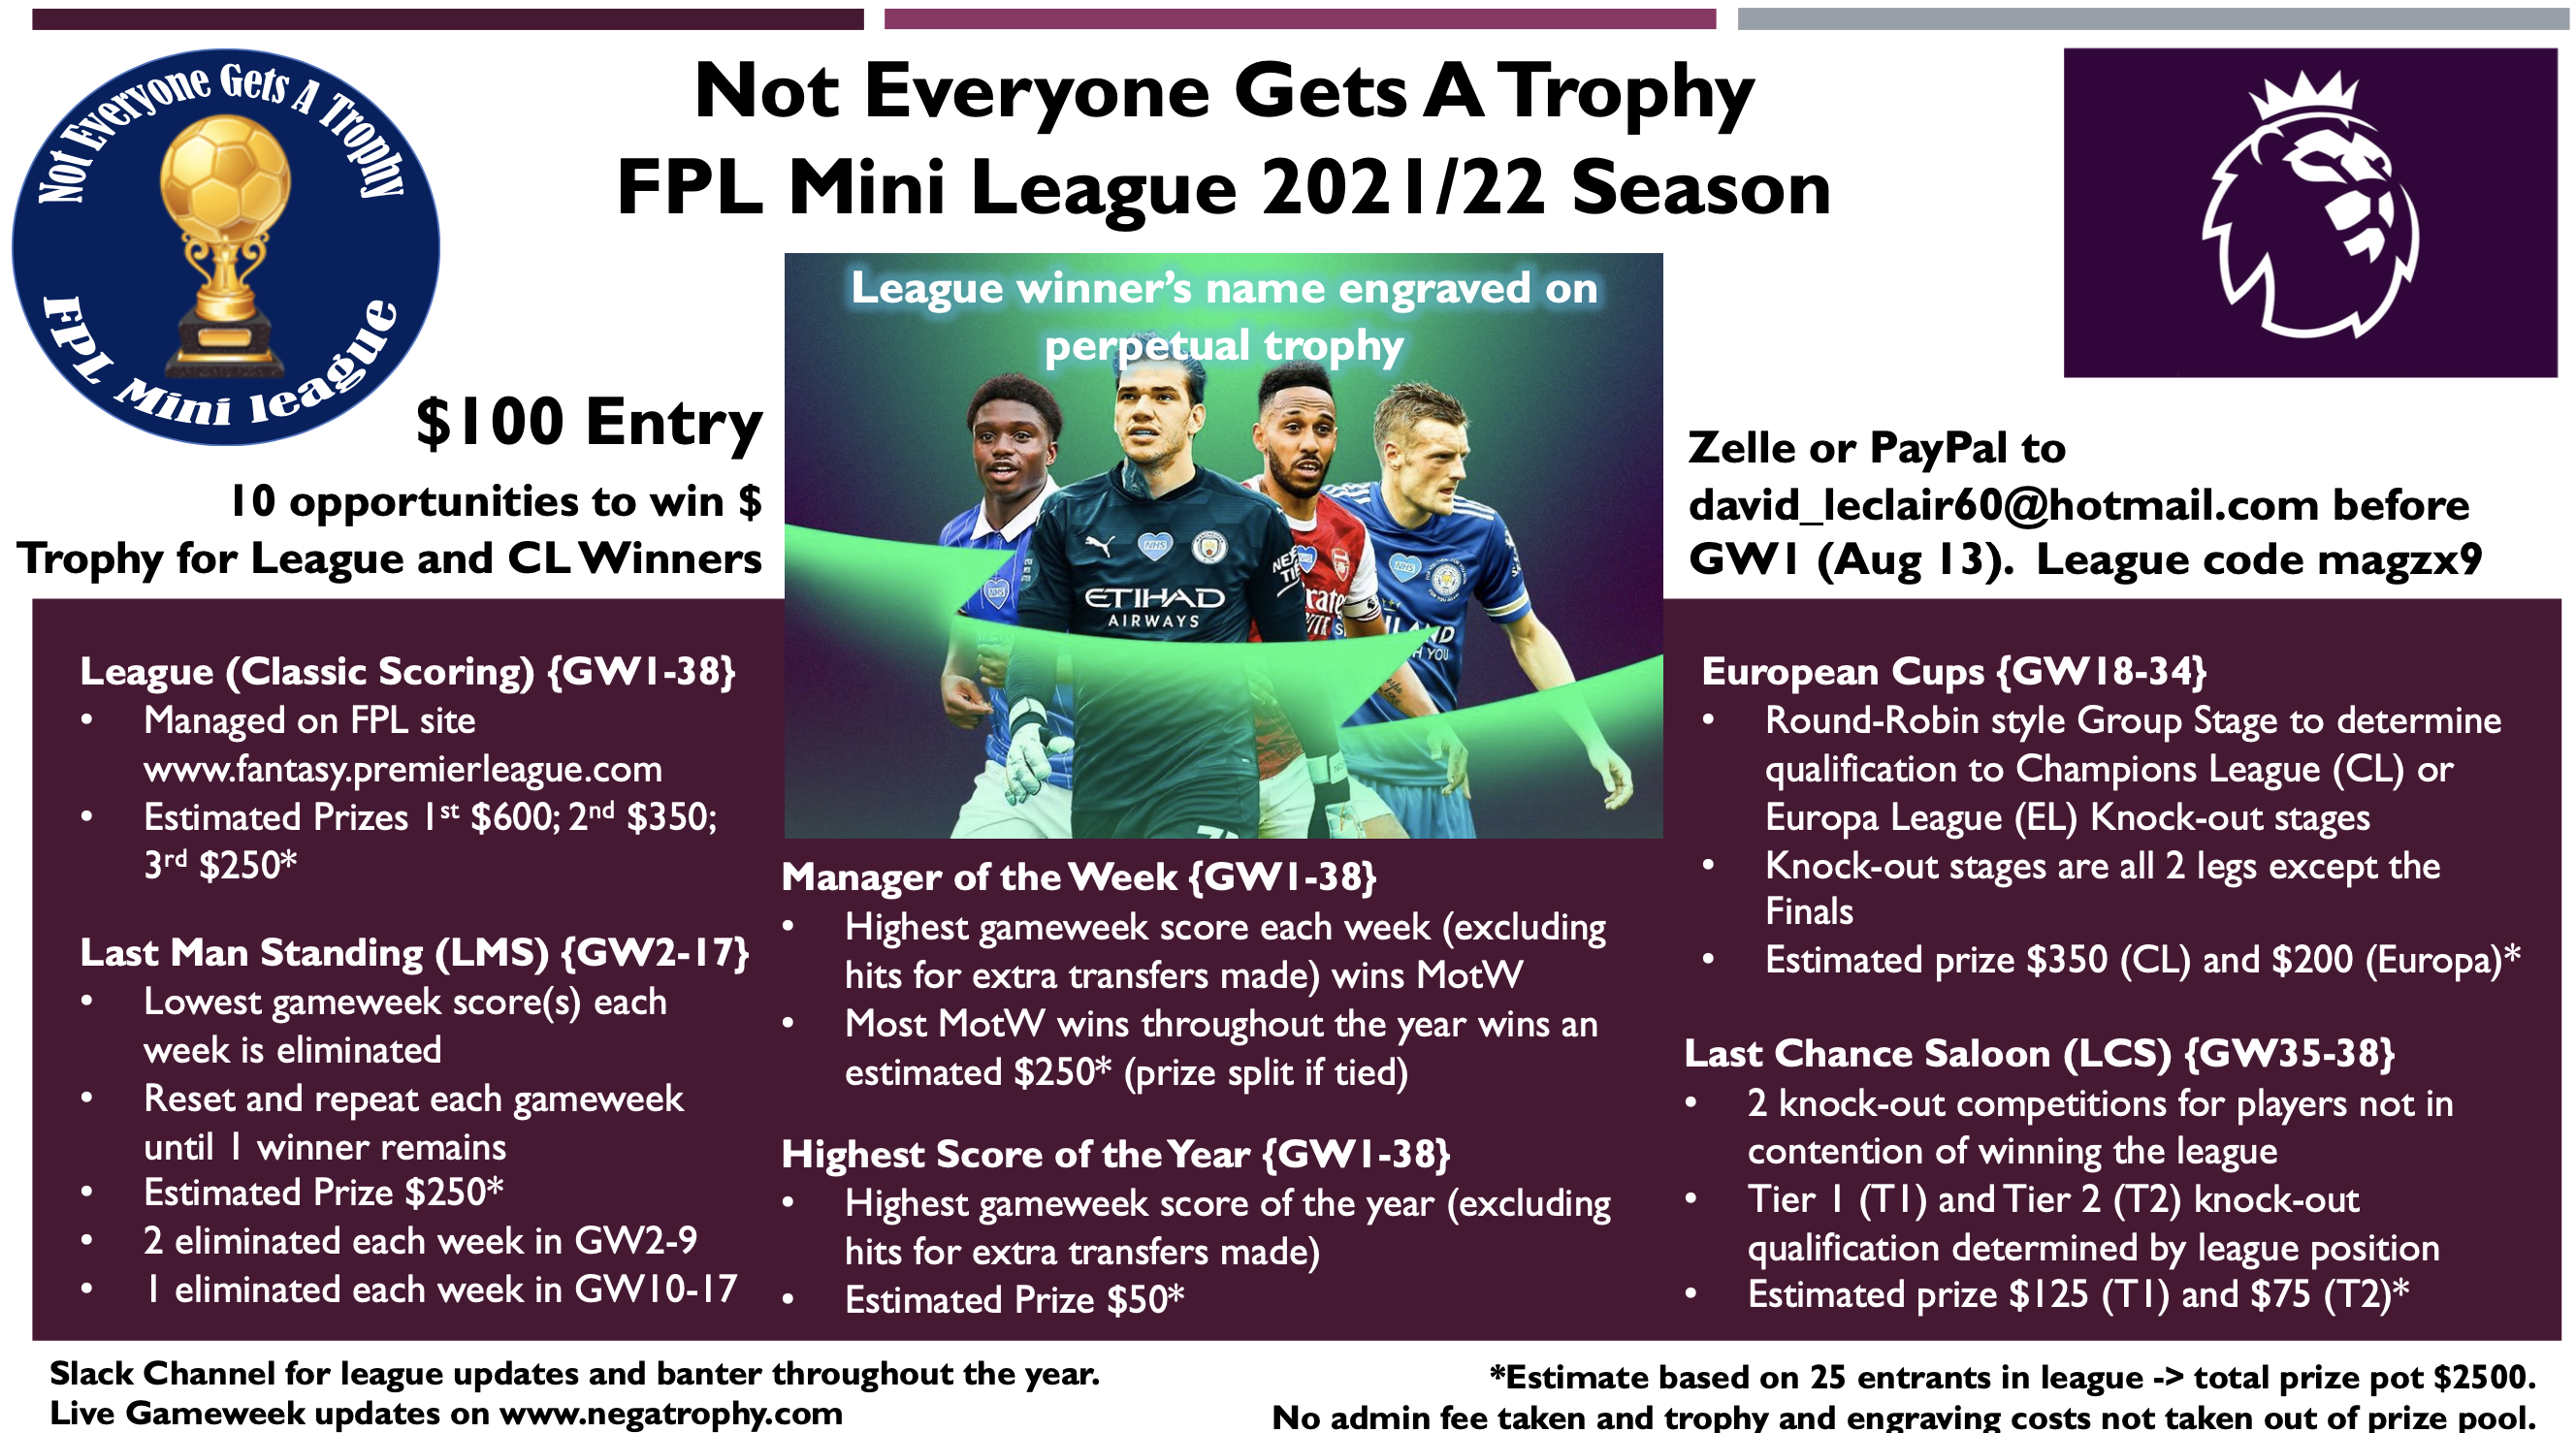 Not Everyone Gets A Trophy
FPL Mini league
Not Everyone Gets A Trophy
FPL Mini League 2021/22 Season
League winner's name engraved on
perpetual trophy
NHS
NHS
NHS
ETIHAD
AIRWAYS
$100 Entry
10 opportunities to win $
Trophy for League and CL Winners
Zelle or PayPal to
david_leclair60@hotmail.com before
GW1 (Aug 13). League code magzx9
League (Classic Scoring) {GW1-38}
• Managed on FPL site
www.fantasy.premierleague.com
• Estimated Prizes 1st $600; 2nd $350;
3rd $250*
Last Man Standing (LMS) {GW2-17}
• Lowest gameweek score(s) each
week is eliminated
• Reset and repeat each gameweek
until 1 winner remains
• Estimated Prize $250*
• 2 eliminated each week in GW2-9
• 1 eliminated each week in GW10-17
Manager of the Week {GW1-38}
• Highest gameweek score each week (excluding
hits for extra transfers made) wins MotW
• Most MotW wins throughout the year wins an
estimated $250* (prize split if tied)
Highest Score of the Year {GW1-38}
• Highest gameweek score of the year (excluding
hits for extra transfers made)
• Estimated Prize $50*
European Cups {GW18-34}
• Round-Robin style Group Stage to determine
qualification to Champions League (CL) or
Europa League (EL) Knock-out stages
• Knock-out stages are all 2 legs except the
Finals
• Estimated prize $350 (CL) and $200 (Europa)*
Last Chance Saloon (LCS) {GW35-38}
• 2 knock-out competitions for players not in
contention of winning the league
• Tier 1 (T1) and Tier 2 (T2) knock-out
qualification determined by league position
• Estimated prize $125 (T1) and $75 (T2)*
Slack Channel for league updates and banter throughout the year.
Live Gameweek updates on www.negatrophy.com
*Estimate based on 25 entrants in league -> total prize pot $2500.
No admin fee taken and trophy and engraving costs not taken out of prize pool.